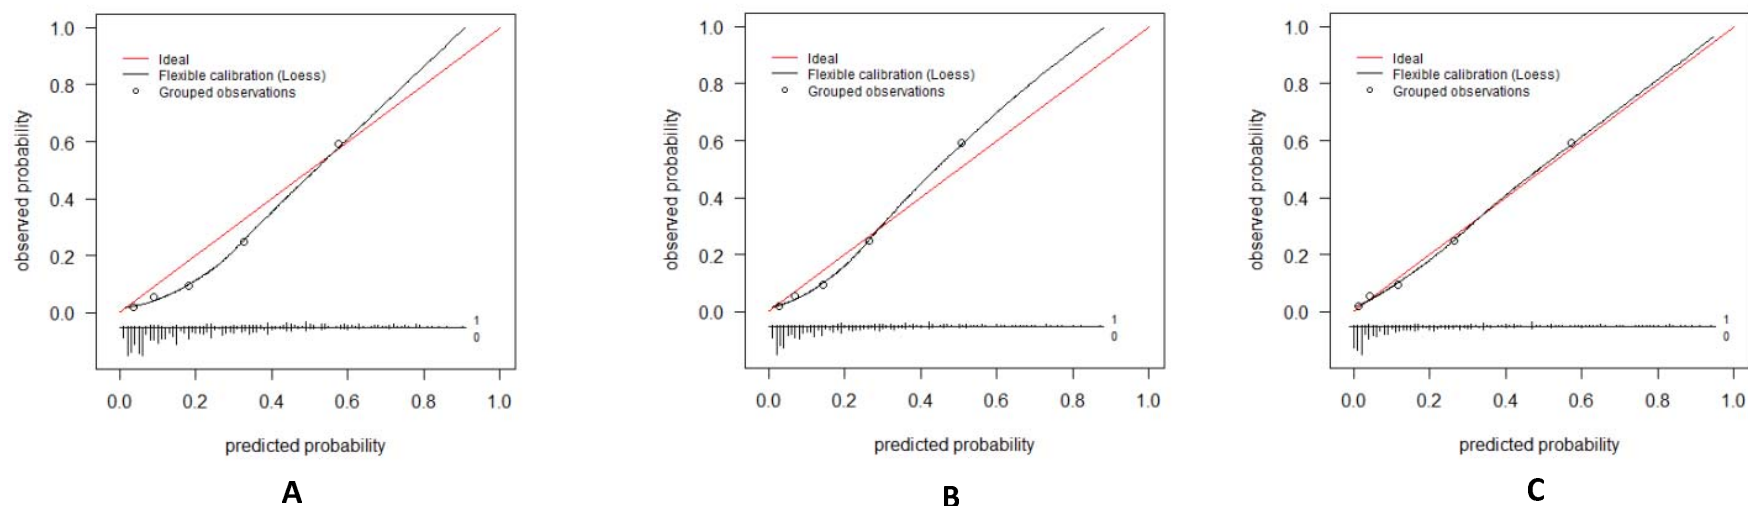 1.0
0.8
0.6
0.4
0.2
0.0
observed probability
Ideal
Flexible calibration (Loess)
Grouped observations
1
0
0.0 0.2 0.4 0.6 0.8 1.0
predicted probability
A
1.0
0.8
0.6
0.4
0.2
0.0
observed probability
Ideal
Flexible calibration (Loess)
Grouped observations
1
0
0.0 0.2 0.4 0.6 0.8 1.0
predicted probability
B
1.0
0.8
0.6
0.4
0.2
0.0
observed probability
Ideal
Flexible calibration (Loess)
Grouped observations
1
0
0.0 0.2 0.4 0.6 0.8 1.0
predicted probability
C